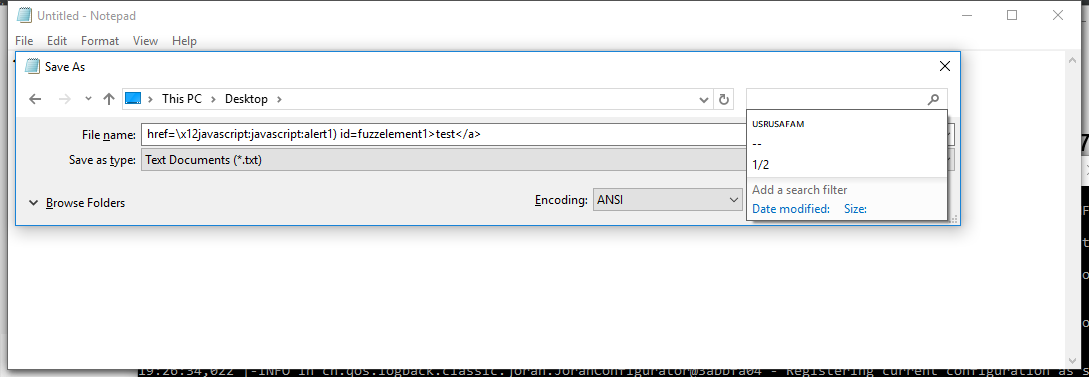 Untitled - Notepad
File Edit Format View Help
Save As
This PC Desktop
File name: href=\x12javascript:javascript:alert1) id=fuzzelement1>test</a>
Save as type: Text Documents (*.txt)
USRUSAFAM
--
1/2
Add a search filter
Date modified: Size:
Browse Folders
Encoding: ANSI
19:26:34,022 |-INFO in ch.qos.logback.classic.joran.JoranConfigurator@3abbfa04 - Registering current configuration as s